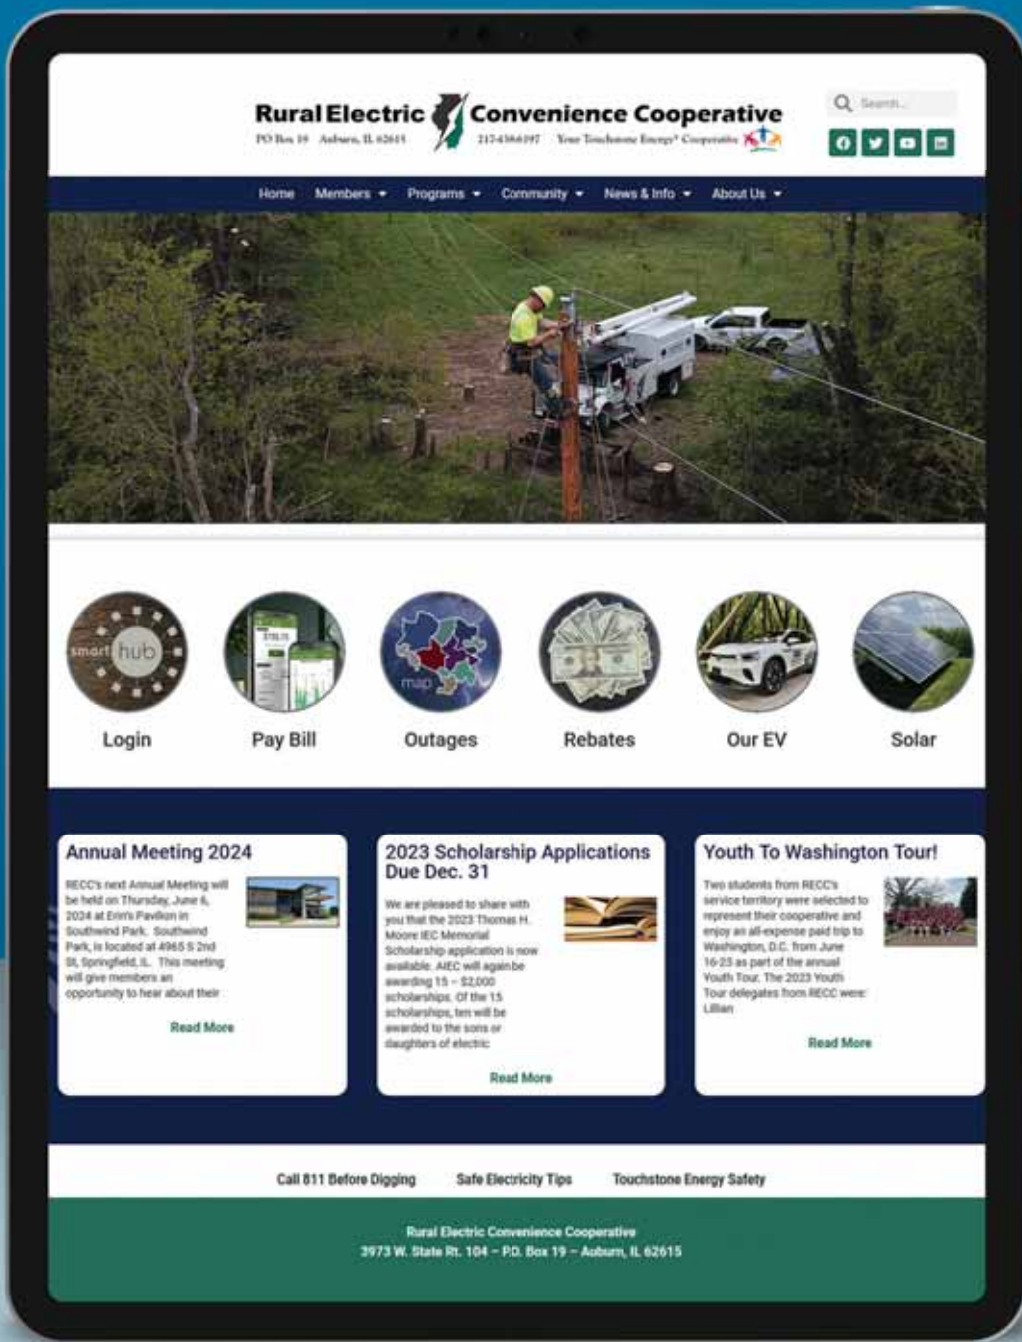 Rural Electric Convenience Cooperative
PO Box 19 Auburn, IL 62615 217-438-6197 Your Touchstone Energy® Cooperative
Search...
Home Members Programs Community News & Info About Us
smart hub
map
Login Pay Bill Outages Rebates Our EV Solar
Annual Meeting 2024
RECC's next Annual Meeting will
be held on Thursday, June 6,
2024 at Erin's Pavilion in
Southwind Park. Southwind
Park, is located at 4965 S 2nd
St, Springfield, IL. This meeting
will give members an
opportunity to hear about their
Read More
2023 Scholarship Applications
Due Dec. 31
We are pleased to share with
you that the 2023 Thomas H.
Moore IEC Memorial
Scholarship application is now
available. AIEC will again be
awarding 15 – $2,000
scholarships. Of the 15
scholarships, ten will be
awarded to the sons or
daughters of electric
Read More
Youth To Washington Tour!
Two students from RECC's
service territory were selected to
represent their cooperative and
enjoy an all-expense paid trip to
Washington, D.C. from June
16-23 as part of the annual
Youth Tour. The 2023 Youth
Tour delegates from RECC were:
Lillian
Read More
Call 811 Before Digging Safe Electricity Tips Touchstone Energy Safety
Rural Electric Convenience Cooperative
3973 W. State Rt. 104 – P.O. Box 19 – Auburn, IL 62615